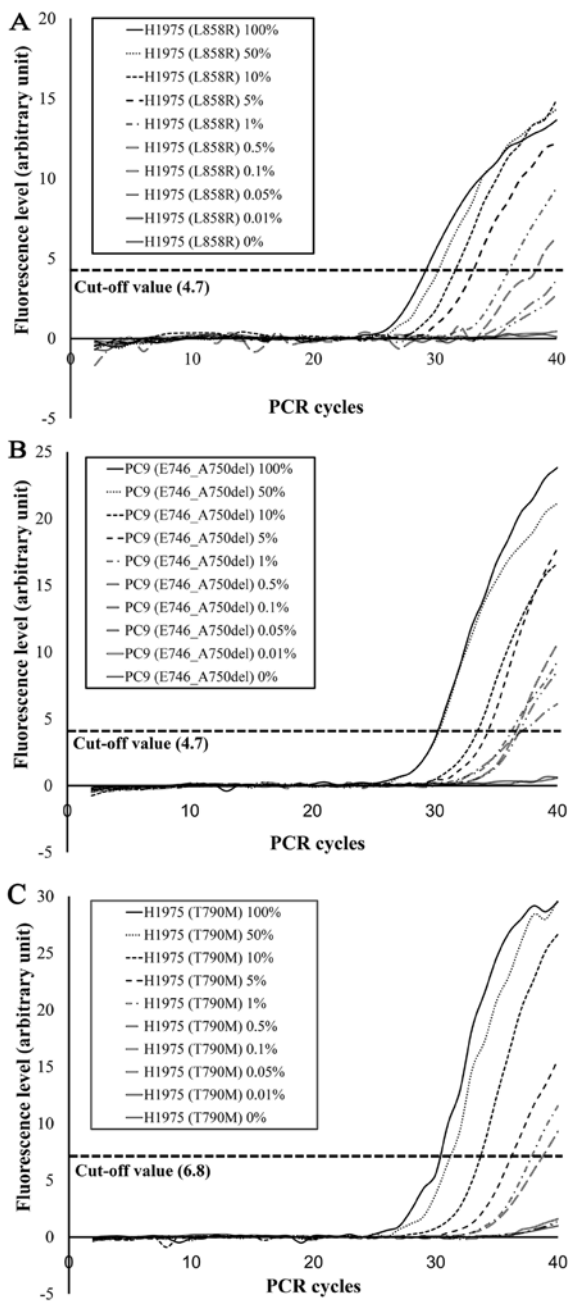 A
20
15
10
5
0
-5
Fluorescence level (arbitrary unit)
H1975 (L858R) 100%
H1975 (L858R) 50%
H1975 (L858R) 10%
H1975 (L858R) 5%
H1975 (L858R) 1%
H1975 (L858R) 0.5%
H1975 (L858R) 0.1%
H1975 (L858R) 0.05%
H1975 (L858R) 0.01%
H1975 (L858R) 0%
Cut-off value (4.7)
0 10 20 30 40
PCR cycles
B
25
20
15
10
5
0
-5
Fluorescence level (arbitrary unit)
PC9 (E746_A750del) 100%
PC9 (E746_A750del) 50%
PC9 (E746_A750del) 10%
PC9 (E746_A750del) 5%
PC9 (E746_A750del) 1%
PC9 (E746_A750del) 0.5%
PC9 (E746_A750del) 0.1%
PC9 (E746_A750del) 0.05%
PC9 (E746_A750del) 0.01%
PC9 (E746_A750del) 0%
Cut-off value (4.7)
0 10 20 30 40
PCR cycles
C
30
25
20
15
10
5
0
-5
Fluorescence level (arbitrary unit)
H1975 (T790M) 100%
H1975 (T790M) 50%
H1975 (T790M) 10%
H1975 (T790M) 5%
H1975 (T790M) 1%
H1975 (T790M) 0.5%
H1975 (T790M) 0.1%
H1975 (T790M) 0.05%
H1975 (T790M) 0.01%
H1975 (T790M) 0%
Cut-off value (6.8)
0 10 20 30 40
PCR cycles